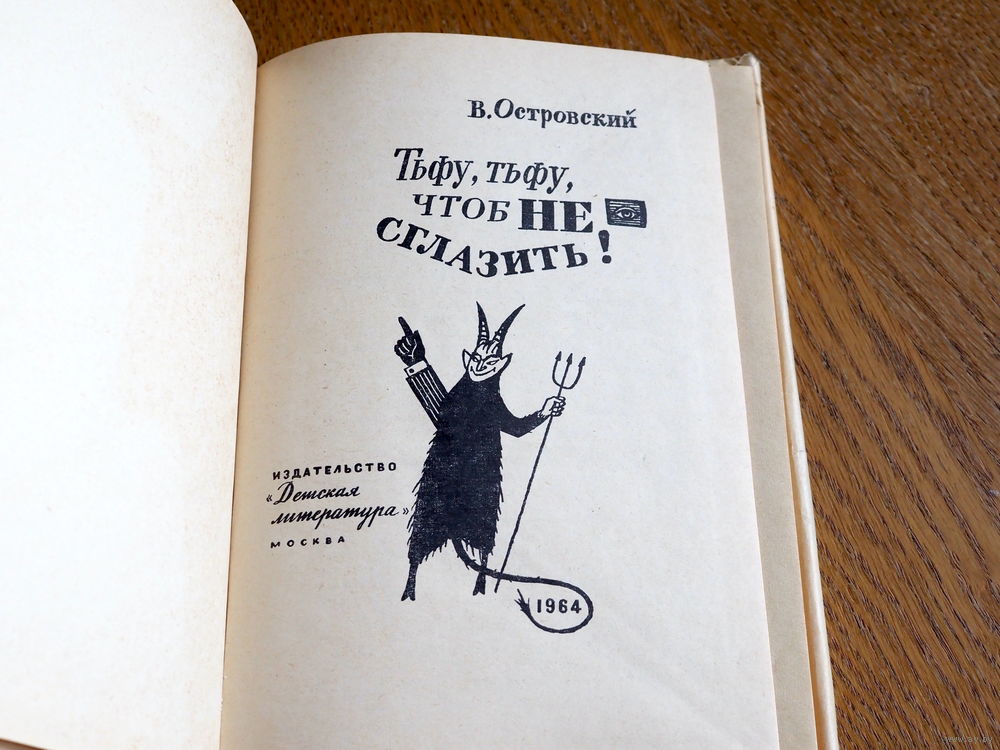 В.Островский
Тьфу, тьфу,
чтоб НЕ
сглазить!
ИЗДАТЕЛЬСТВО
«Детская
литература»
МОСКВА
1964